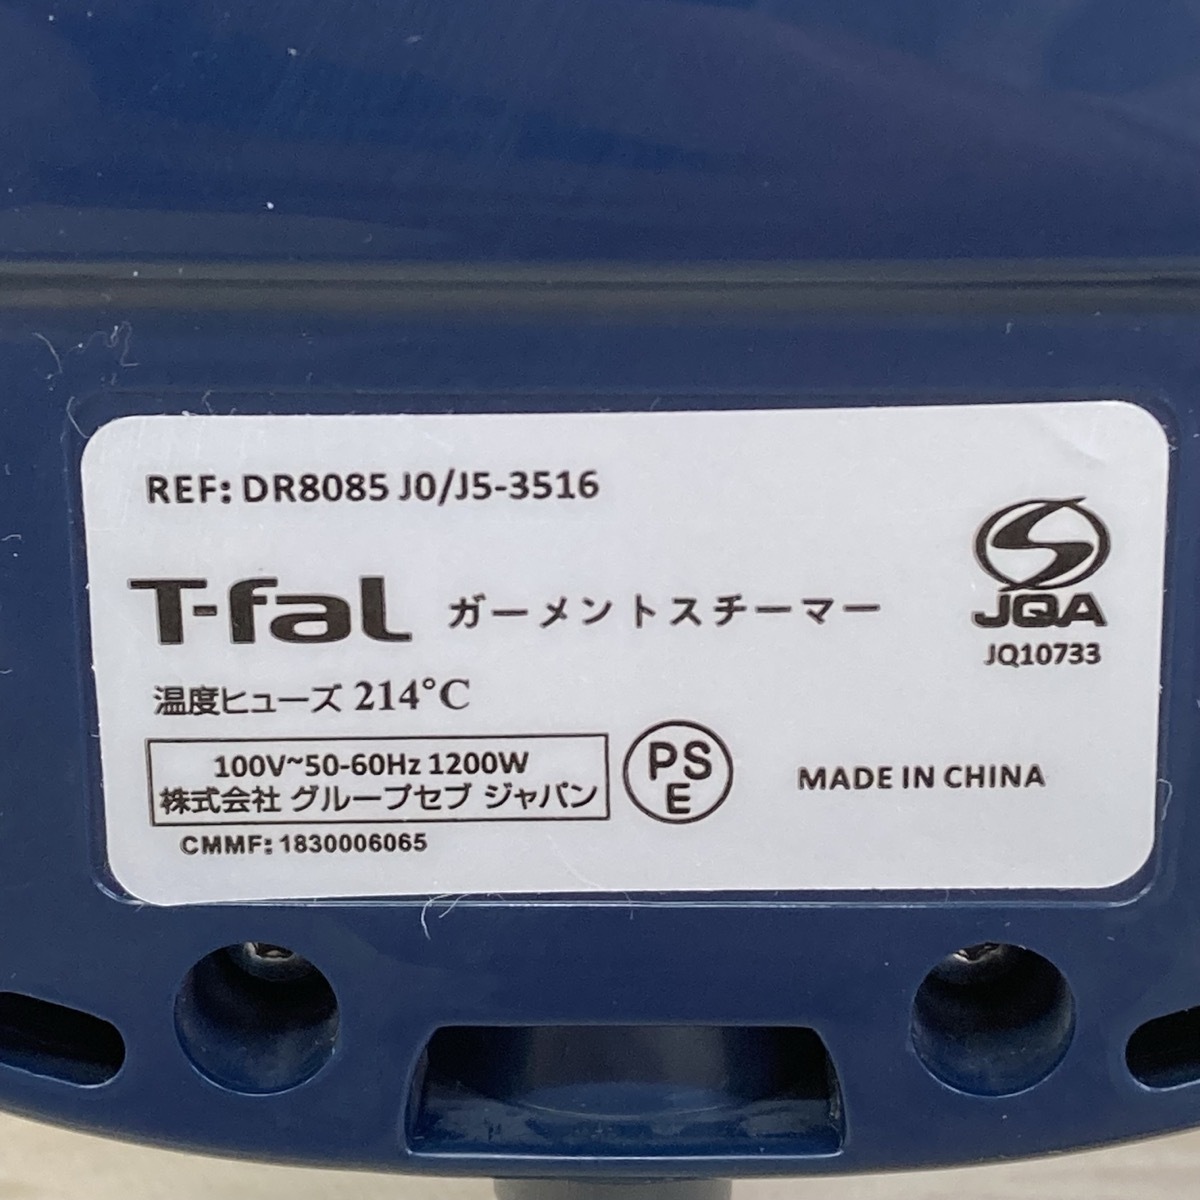 REF: DR8085 J0/J5-3516
JQA
JQ10733
T-fal ガーメントスチーマー
温度ヒューズ 214°C
100V~50-60Hz 1200W
株式会社 グループセブ ジャパン
PS
E
MADE IN CHINA
CMMF: 1830006065